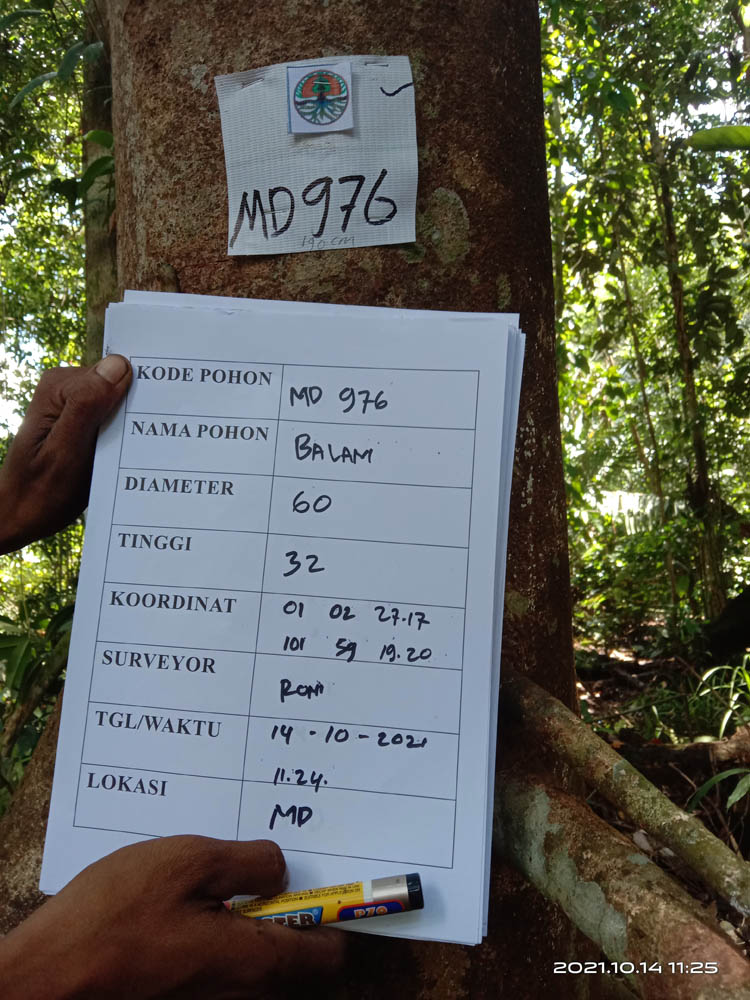 MD976
190 cm
KODE POHON MD 976
NAMA POHON BALAM
DIAMETER 60
TINGGI 32
KOORDINAT 01 02 27.17
101 59 19.20
SURVEYOR RONI
TGL/WAKTU 14 - 10 - 2021
11.24.
LOKASI MD
P70
2021.10.14 11:25